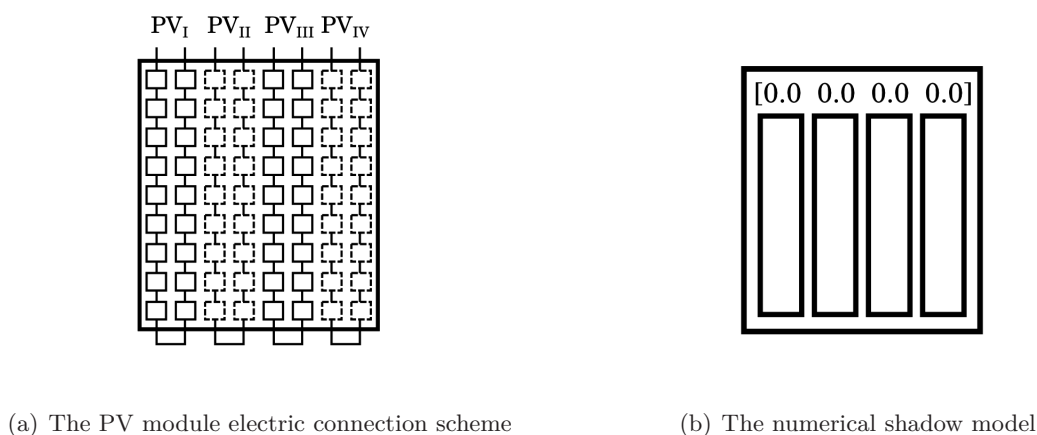 PV_I PV_II PV_III PV_IV
[0.0 0.0 0.0 0.0]
(a) The PV module electric connection scheme
(b) The numerical shadow model